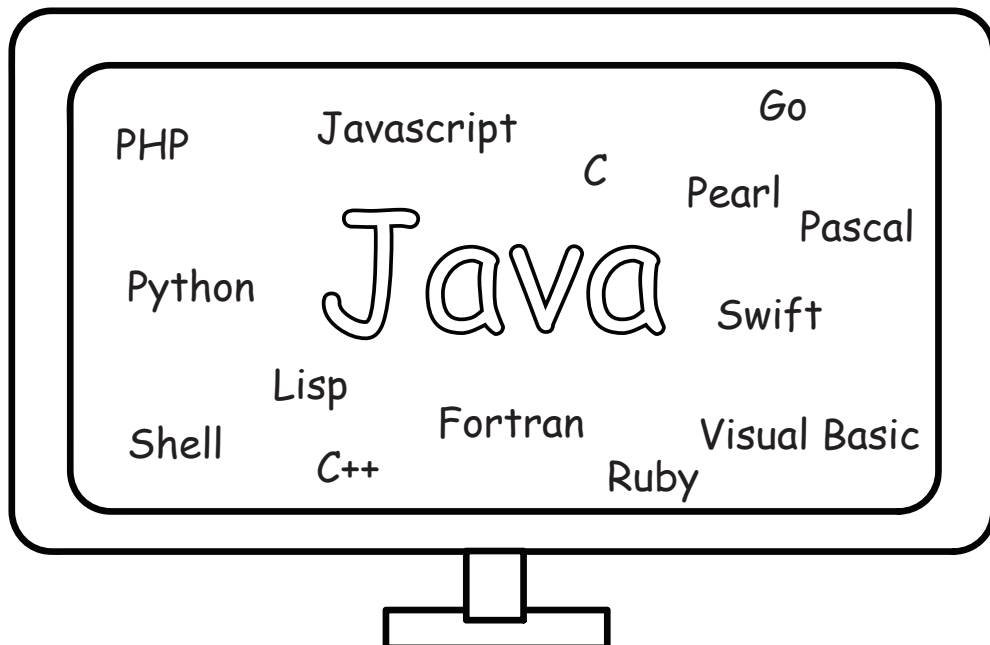 Go
Javascript
PHP
C
Pearl
Pascal
Java
Python
Swift
Lisp
Fortran
Visual Basic
Shell
C++
Ruby